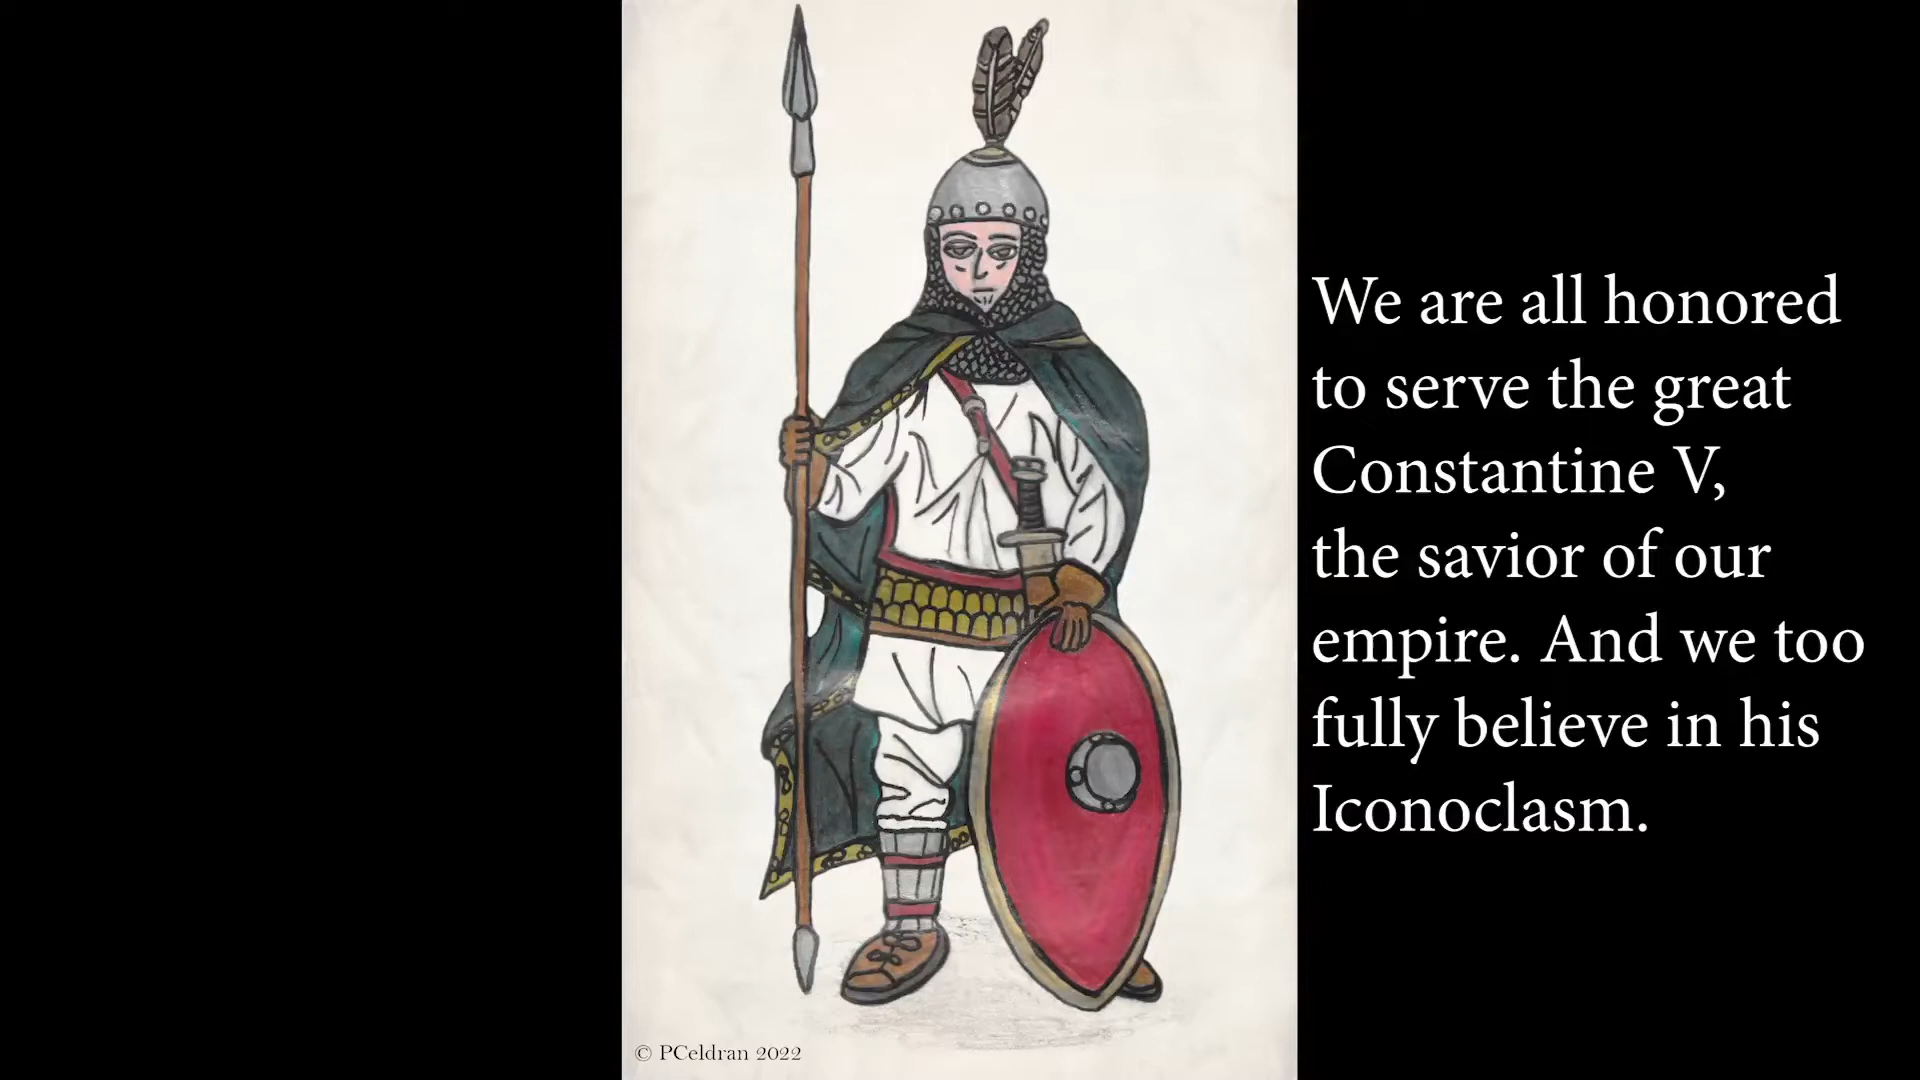 We are all honored
to serve the great
Constantine V,
the savior of our
empire. And we too
fully believe in his
Iconoclasm.
© PCeldran 2022